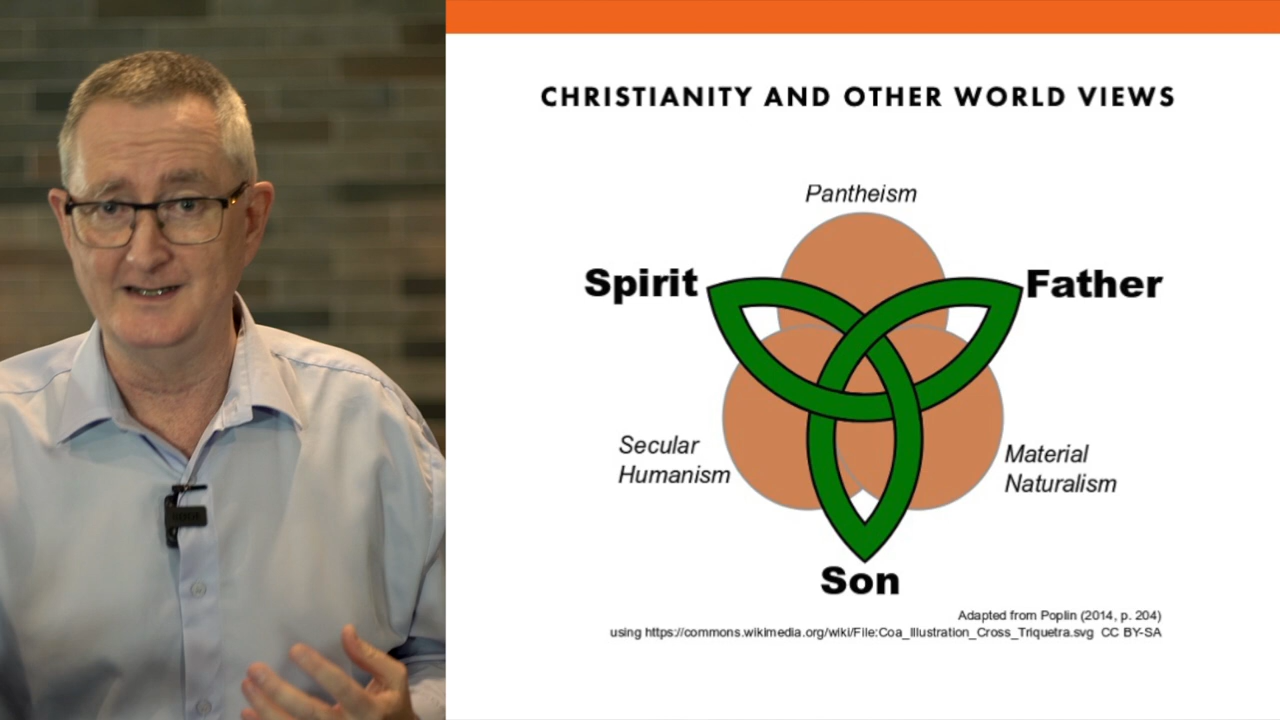 CHRISTIANITY AND OTHER WORLD VIEWS
Pantheism
Spirit
Father
Secular
Humanism
Material
Naturalism
Son
Adapted from Poplin (2014, p. 204)
using https://commons.wikimedia.org/wiki/File:Coa_Illustration_Cross_Triquetra.svg CC BY-SA